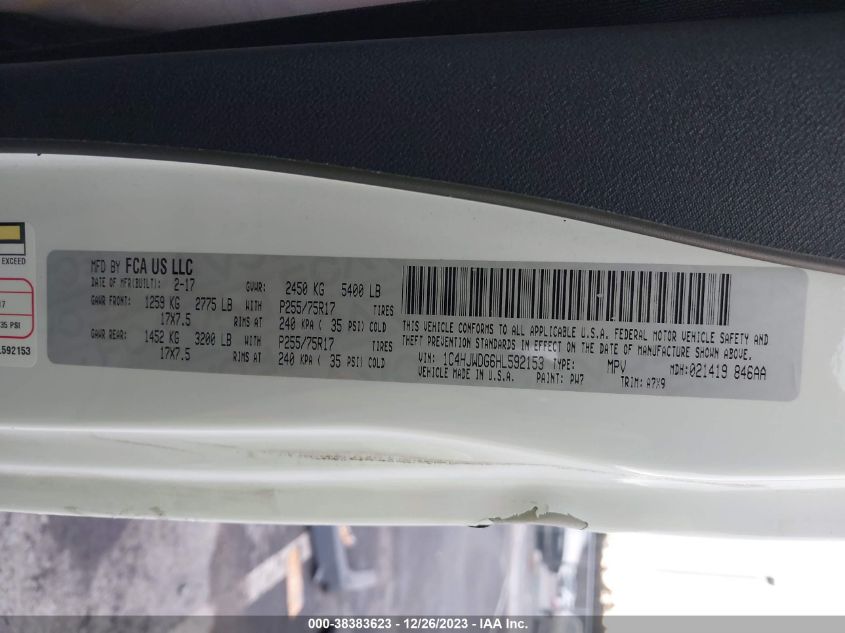 EXCEED
17
35 PSI
L592153
MFD BY FCA US LLC
DATE OF MFR(BUILT): 2-17 GVWR: 2450 KG 5400 LB
GAWR FRONT: 1259 KG 2775 LB WITH P255/75R17 TIRES
17X7.5 RIMS AT 240 KPA ( 35 PSI) COLD
GAWR REAR: 1452 KG 3200 LB WITH P255/75R17 TIRES
17X7.5 RIMS AT 240 KPA ( 35 PSI) COLD
THIS VEHICLE CONFORMS TO ALL APPLICABLE U.S.A. FEDERAL MOTOR VEHICLE SAFETY AND
THEFT PREVENTION STANDARDS IN EFFECT ON THE DATE OF MANUFACTURE SHOWN ABOVE.
VIN: 1C4HJWDG6HL592153 TYPE: MPV MDH:021419 846AA
VEHICLE MADE IN U.S.A. PAINT: PW7 TRIM: A7X9
000-38383623 - 12/26/2023 - IAA Inc.